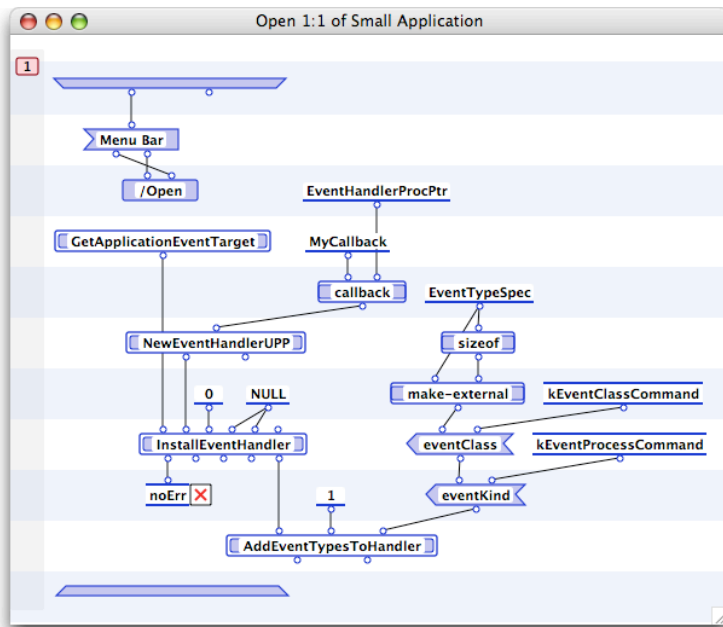 Open 1:1 of Small Application
1
Menu Bar
/Open
EventHandlerProcPtr
GetApplicationEventTarget
MyCallback
callback
EventTypeSpec
NewEventHandlerUPP
sizeof
0
NULL
make-external
kEventClassCommand
InstallEventHandler
eventClass
kEventProcessCommand
noErr
1
eventKind
AddEventTypesToHandler